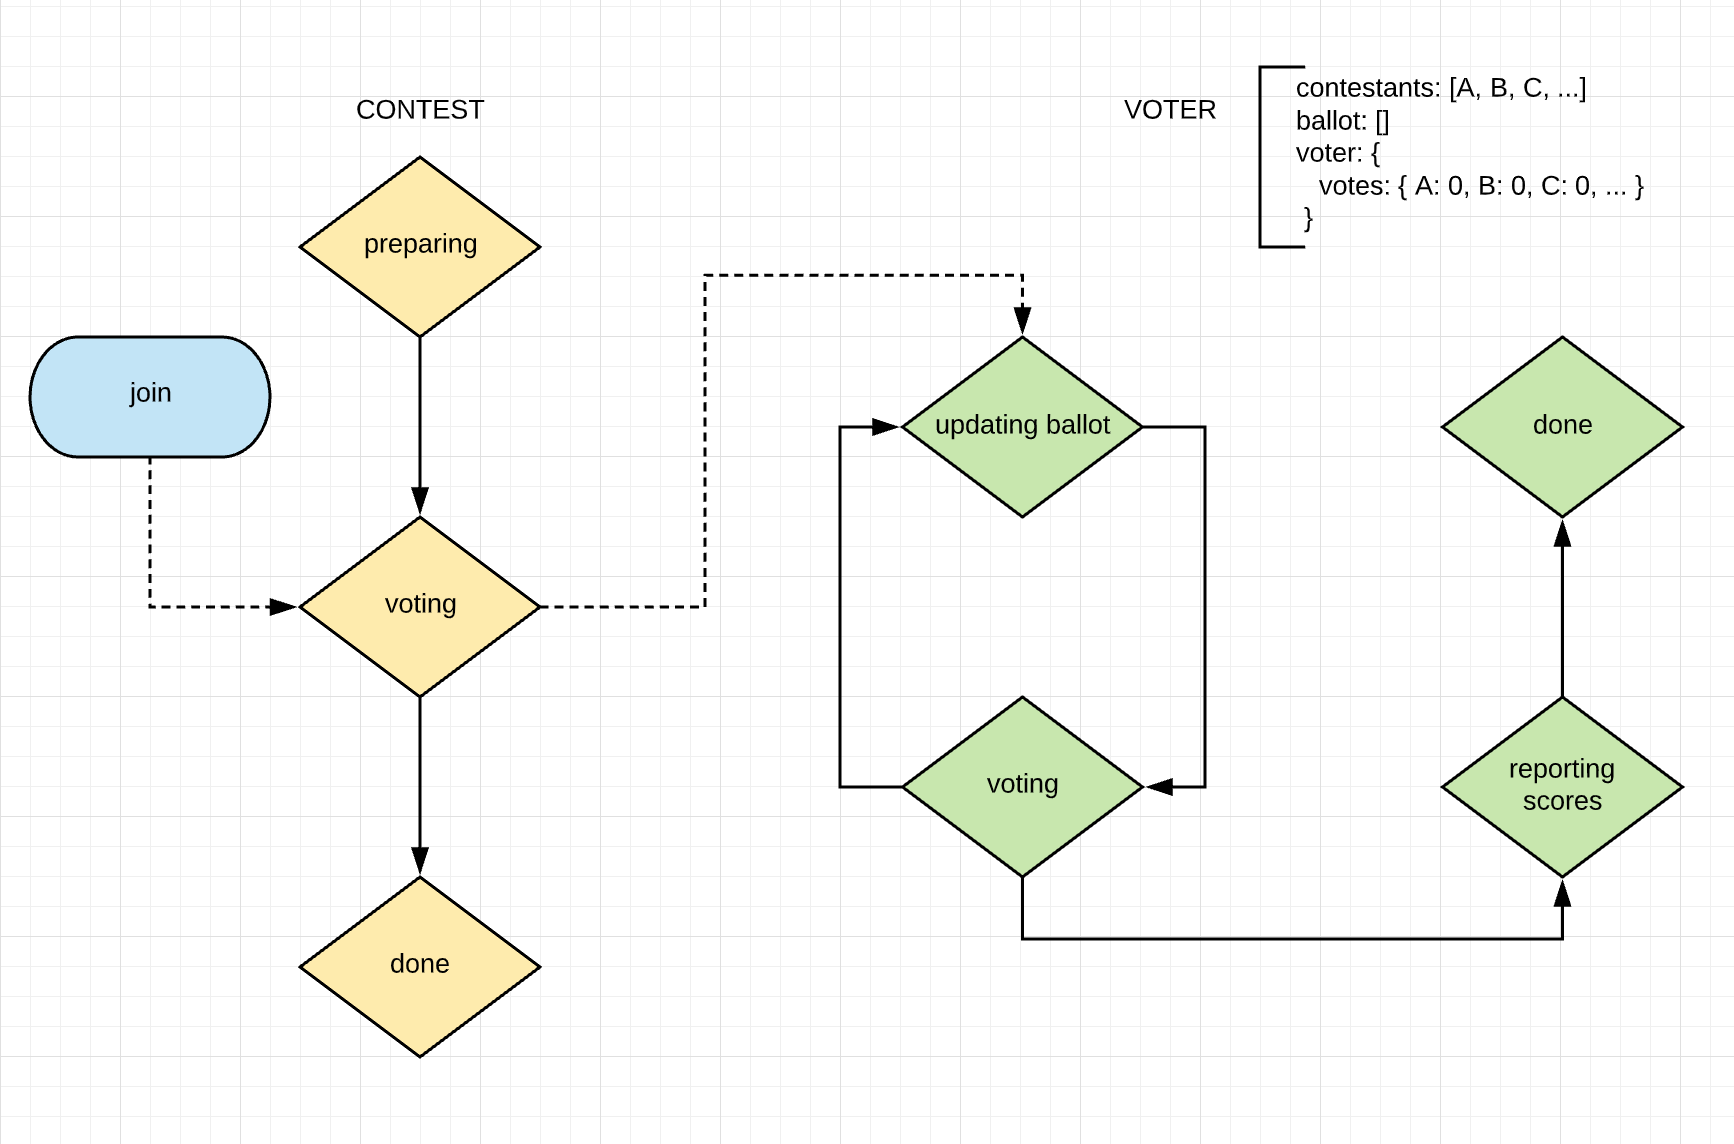 CONTEST
VOTER
contestants: [A, B, C, ...]
ballot: []
voter: {
votes: { A: 0, B: 0, C: 0, ... }
}
preparing
join
voting
done
updating ballot
voting
reporting
scores
done